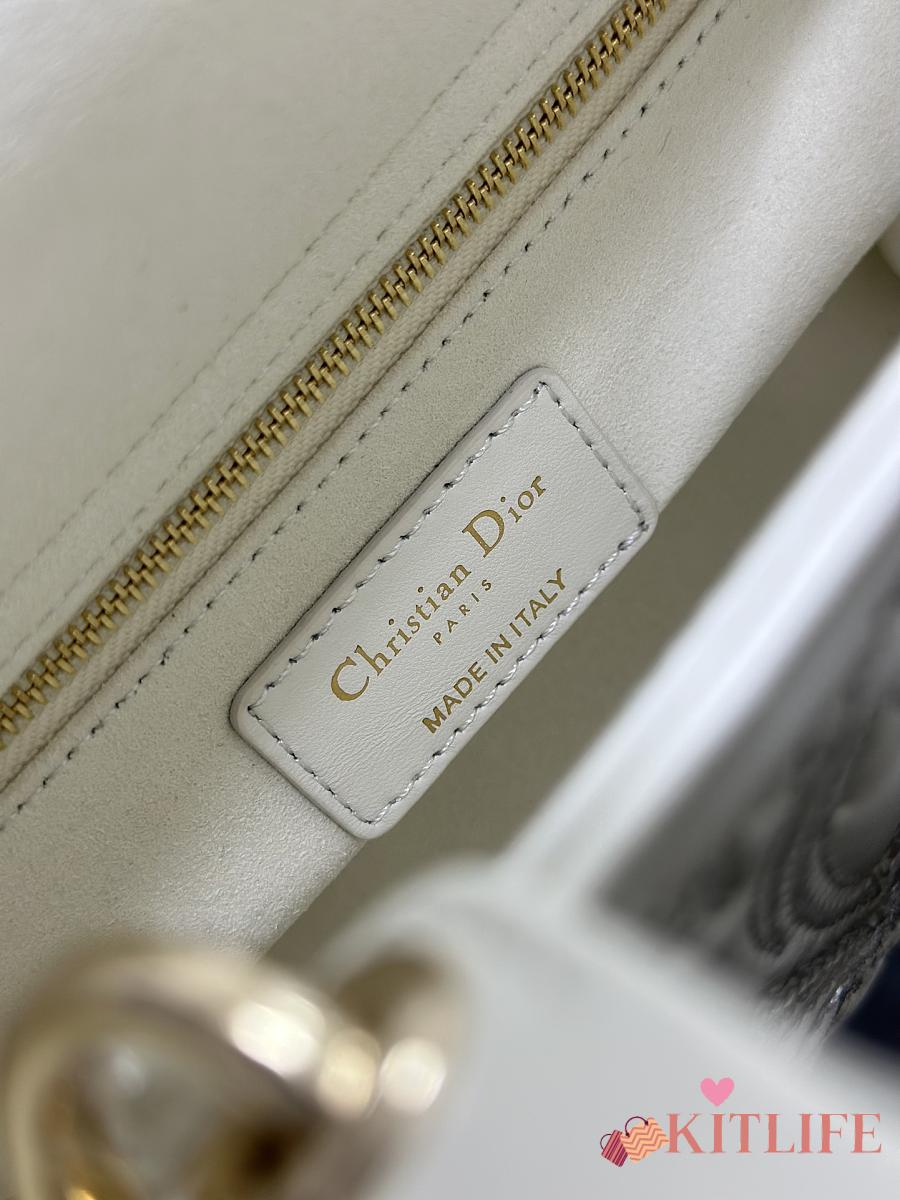 Christian Dior
PARIS
MADE IN ITALY
KITLIFE